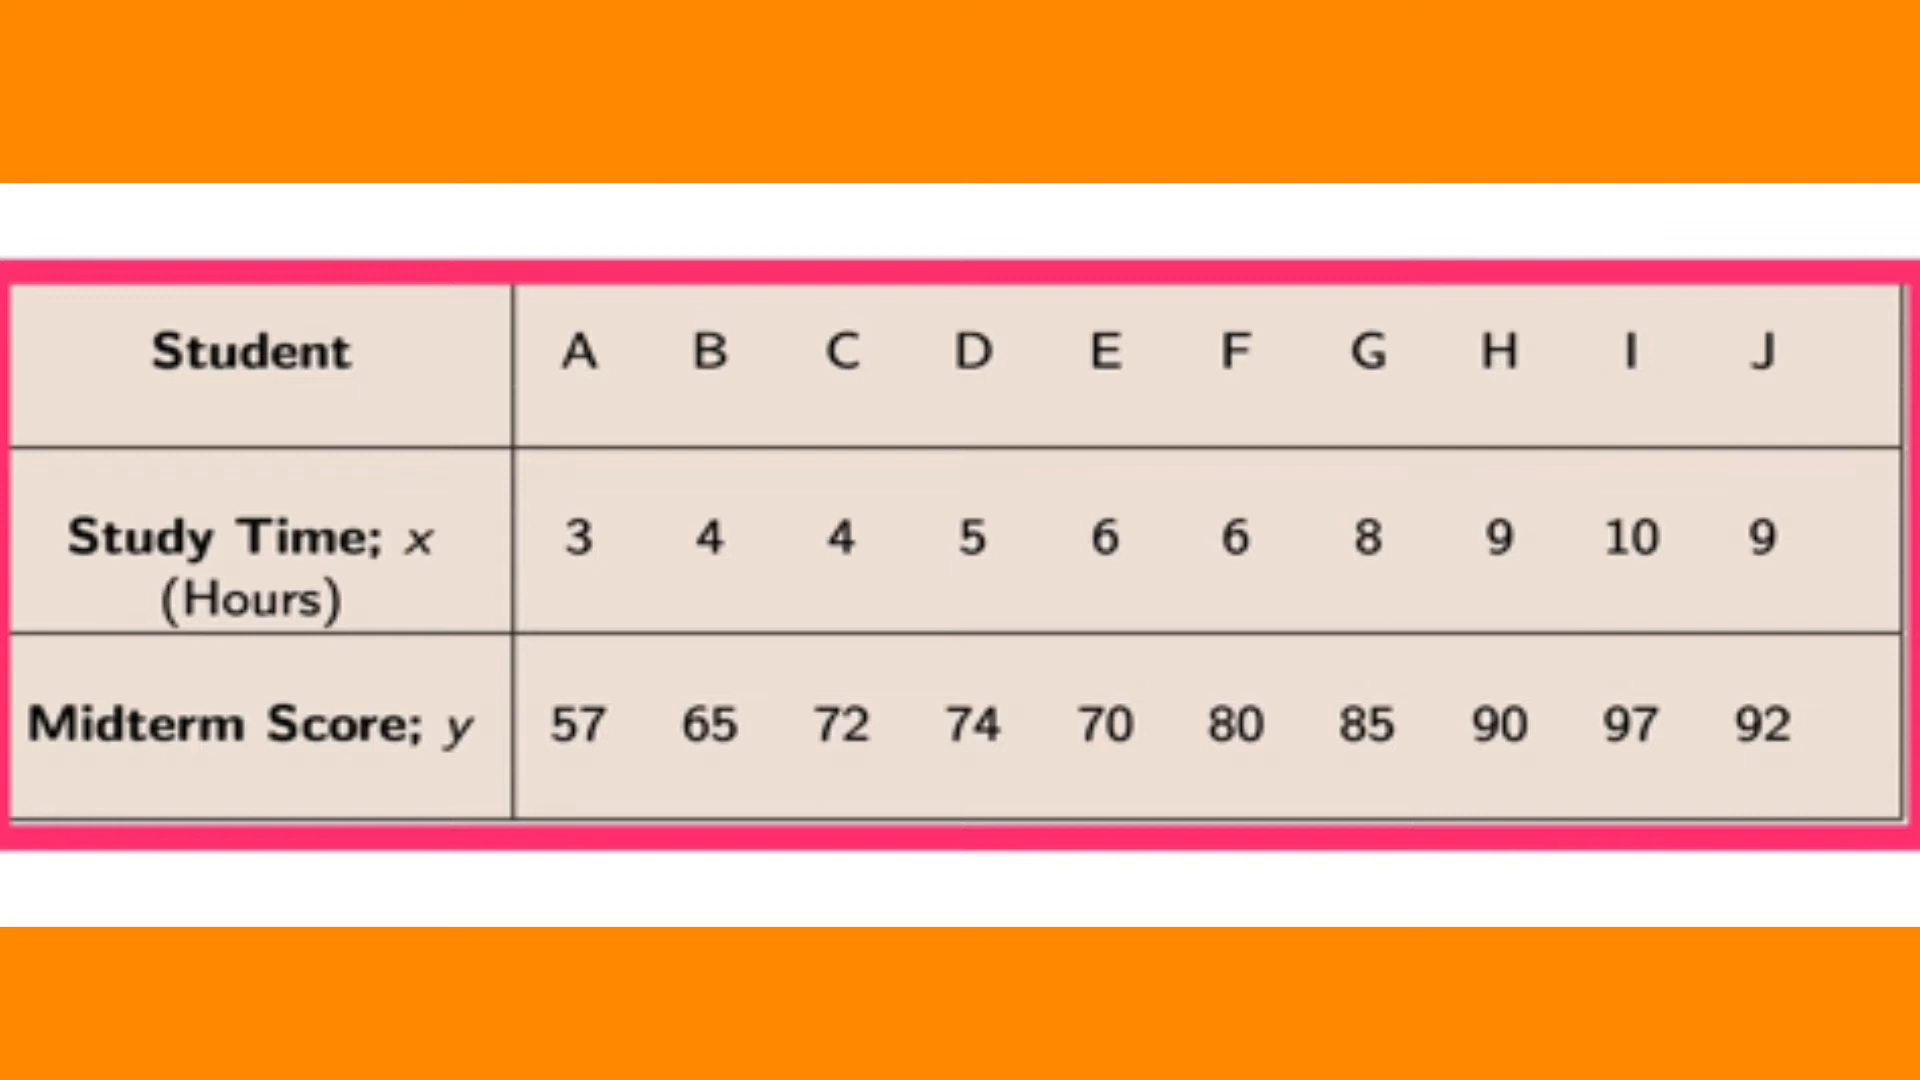 Student A B C D E F G H I J
Study Time; x 3 4 4 5 6 6 8 9 10 9
(Hours)
Midterm Score; y 57 65 72 74 70 80 85 90 97 92